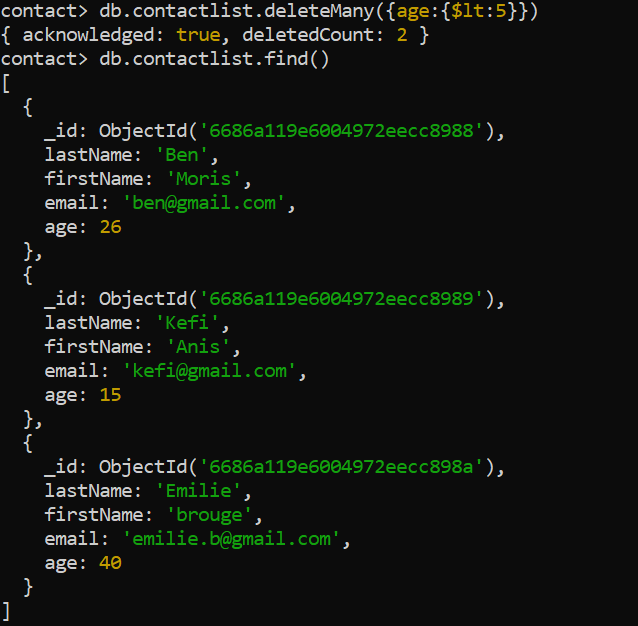 contact> db.contactlist.deleteMany({age:{$lt:5}})
{ acknowledged: true, deletedCount: 2 }
contact> db.contactlist.find()
[
  {
    _id: ObjectId('6686a119e6004972eecc8988'),
    lastName: 'Ben',
    firstName: 'Moris',
    email: 'ben@gmail.com',
    age: 26
  },
  {
    _id: ObjectId('6686a119e6004972eecc8989'),
    lastName: 'Kefi',
    firstName: 'Anis',
    email: 'kefi@gmail.com',
    age: 15
  },
  {
    _id: ObjectId('6686a119e6004972eecc898a'),
    lastName: 'Emilie',
    firstName: 'brouge',
    email: 'emilie.b@gmail.com',
    age: 40
  }
]